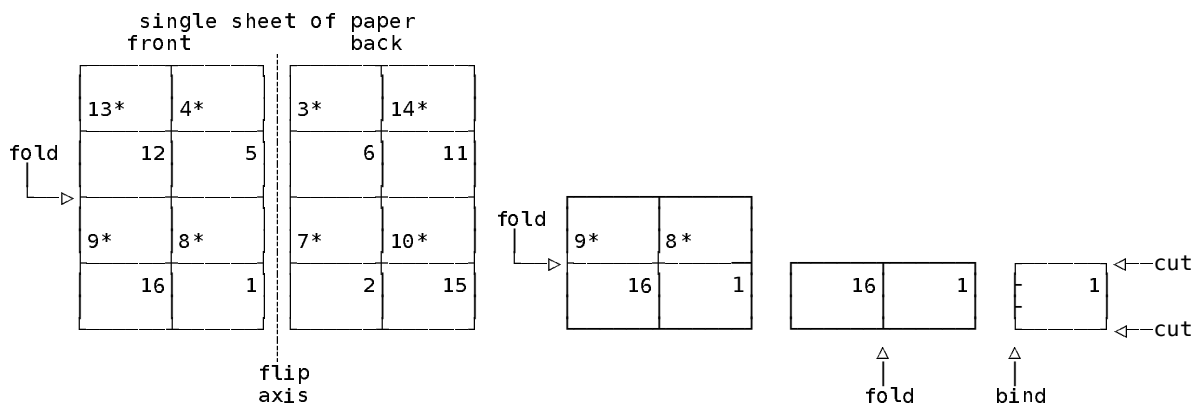 single sheet of paper
front back
13* 4* 3* 14*
fold 12 5 6 11
fold
9* 8* 7* 10* 9* 8*
16 1 2 15 16 1 16 1 1
cut
cut
flip
axis
fold bind